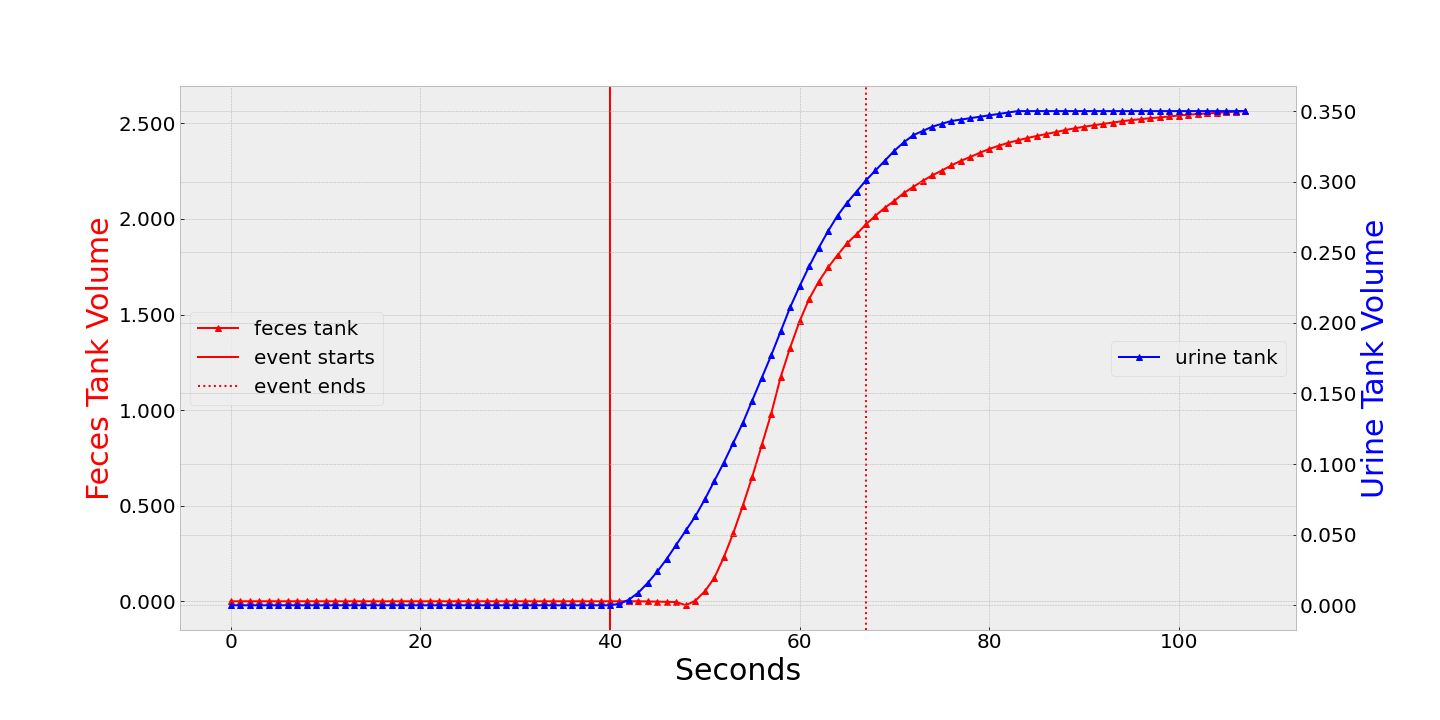 2.500
2.000
1.500
1.000
0.500
0.000
Feces Tank Volume
feces tank
event starts
event ends
urine tank
0.350
0.300
0.250
0.200
0.150
0.100
0.050
0.000
Urine Tank Volume
0 20 40 60 80 100
Seconds